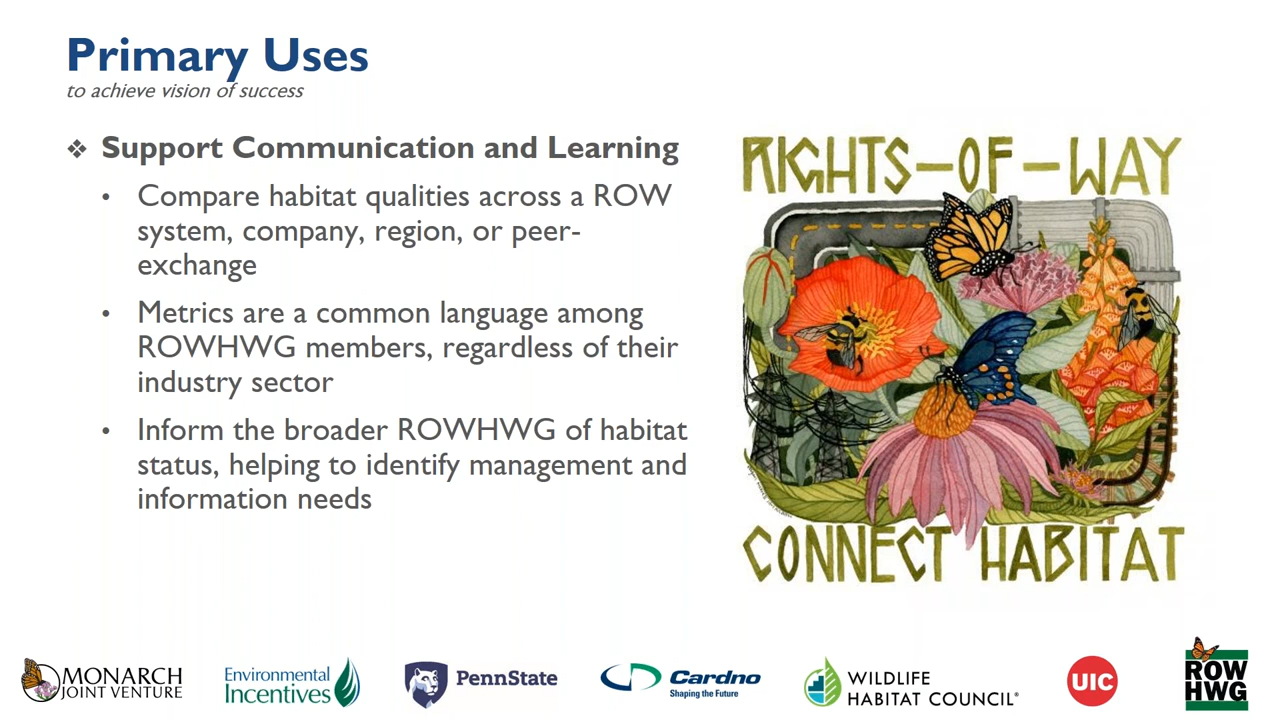 Primary Uses
to achieve vision of success
❖ Support Communication and Learning
• Compare habitat qualities across a ROW
system, company, region, or peer-
exchange
• Metrics are a common language among
ROWHWG members, regardless of their
industry sector
• Inform the broader ROWHWG of habitat
status, helping to identify management and
information needs
RIGHTS-OF-WAY
CONNECT HABITAT
MONARCH
JOINT VENTURE
Environmental
Incentives
PennState
Cardno
Shaping the Future
WILDLIFE
HABITAT COUNCIL®
UIC
ROW
HWG